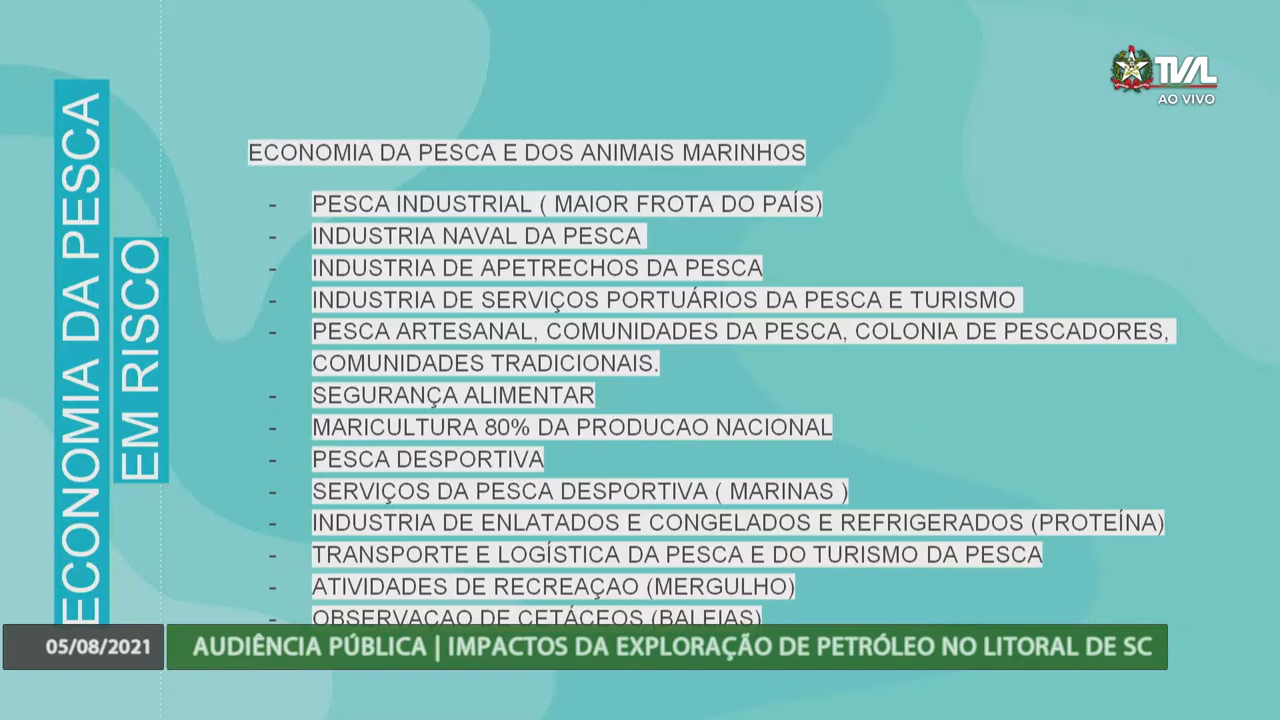 TVAL
AO VIVO
ECONOMIA DA PESCA
EM RISCO
ECONOMIA DA PESCA E DOS ANIMAIS MARINHOS
- PESCA INDUSTRIAL ( MAIOR FROTA DO PAÍS)
- INDUSTRIA NAVAL DA PESCA
- INDUSTRIA DE APETRECHOS DA PESCA
- INDUSTRIA DE SERVIÇOS PORTUÁRIOS DA PESCA E TURISMO
- PESCA ARTESANAL, COMUNIDADES DA PESCA, COLONIA DE PESCADORES,
COMUNIDADES TRADICIONAIS.
- SEGURANÇA ALIMENTAR
- MARICULTURA 80% DA PRODUCAO NACIONAL
- PESCA DESPORTIVA
- SERVIÇOS DA PESCA DESPORTIVA ( MARINAS )
- INDUSTRIA DE ENLATADOS E CONGELADOS E REFRIGERADOS (PROTEÍNA)
- TRANSPORTE E LOGÍSTICA DA PESCA E DO TURISMO DA PESCA
- ATIVIDADES DE RECREAÇAO (MERGULHO)
- OBSERVAÇAO DE CETÁCEOS (BALEIAS)
05/08/2021
AUDIÊNCIA PÚBLICA | IMPACTOS DA EXPLORAÇÃO DE PETRÓLEO NO LITORAL DE SC